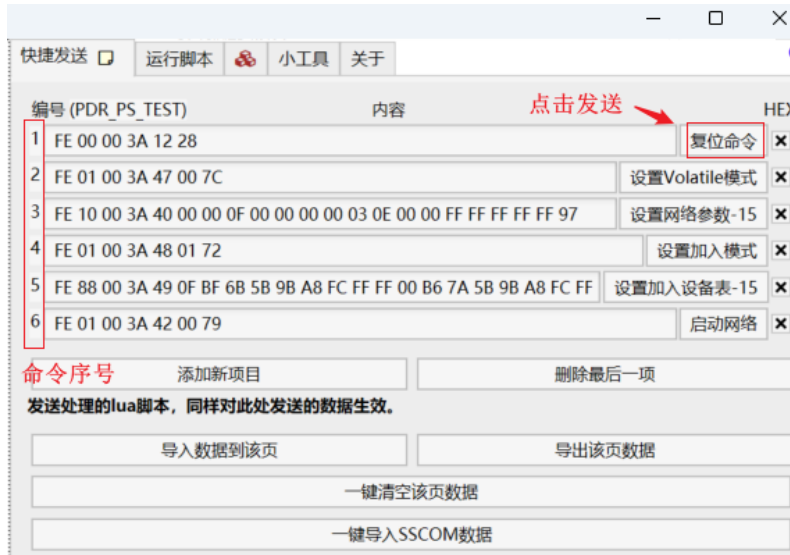 快捷发送 运行脚本 小工具 关于
编号 (PDR_PS_TEST) 内容 点击发送 HEX
1 FE 00 00 3A 12 28 复位命令
2 FE 01 00 3A 47 00 7C 设置Volatile模式
3 FE 10 00 3A 40 00 00 0F 00 00 00 00 03 0E 00 00 FF FF FF FF FF 97 设置网络参数-15
4 FE 01 00 3A 48 01 72 设置加入模式
5 FE 88 00 3A 49 0F BF 6B 5B 9B A8 FC FF FF 00 B6 7A 5B 9B A8 FC FF 设置加入设备表-15
6 FE 01 00 3A 42 00 79 启动网络
命令序号 添加新项目 删除最后一项
发送处理的lua脚本，同样对此处发送的数据生效。
导入数据到该页 导出该页数据
一键清空该页数据
一键导入SSCOM数据